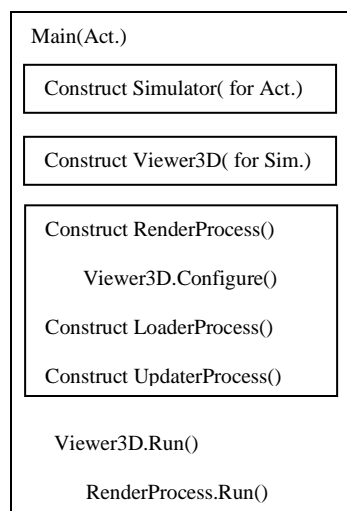 Main(Act.)
Construct Simulator( for Act.)
Construct Viewer3D( for Sim.)
Construct RenderProcess()
Viewer3D.Configure()
Construct LoaderProcess()
Construct UpdaterProcess()
Viewer3D.Run()
RenderProcess.Run()